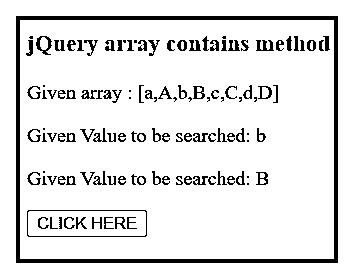 jQuery array contains method
Given array : [a,A,b,B,c,C,d,D]
Given Value to be searched: b
Given Value to be searched: B
CLICK HERE